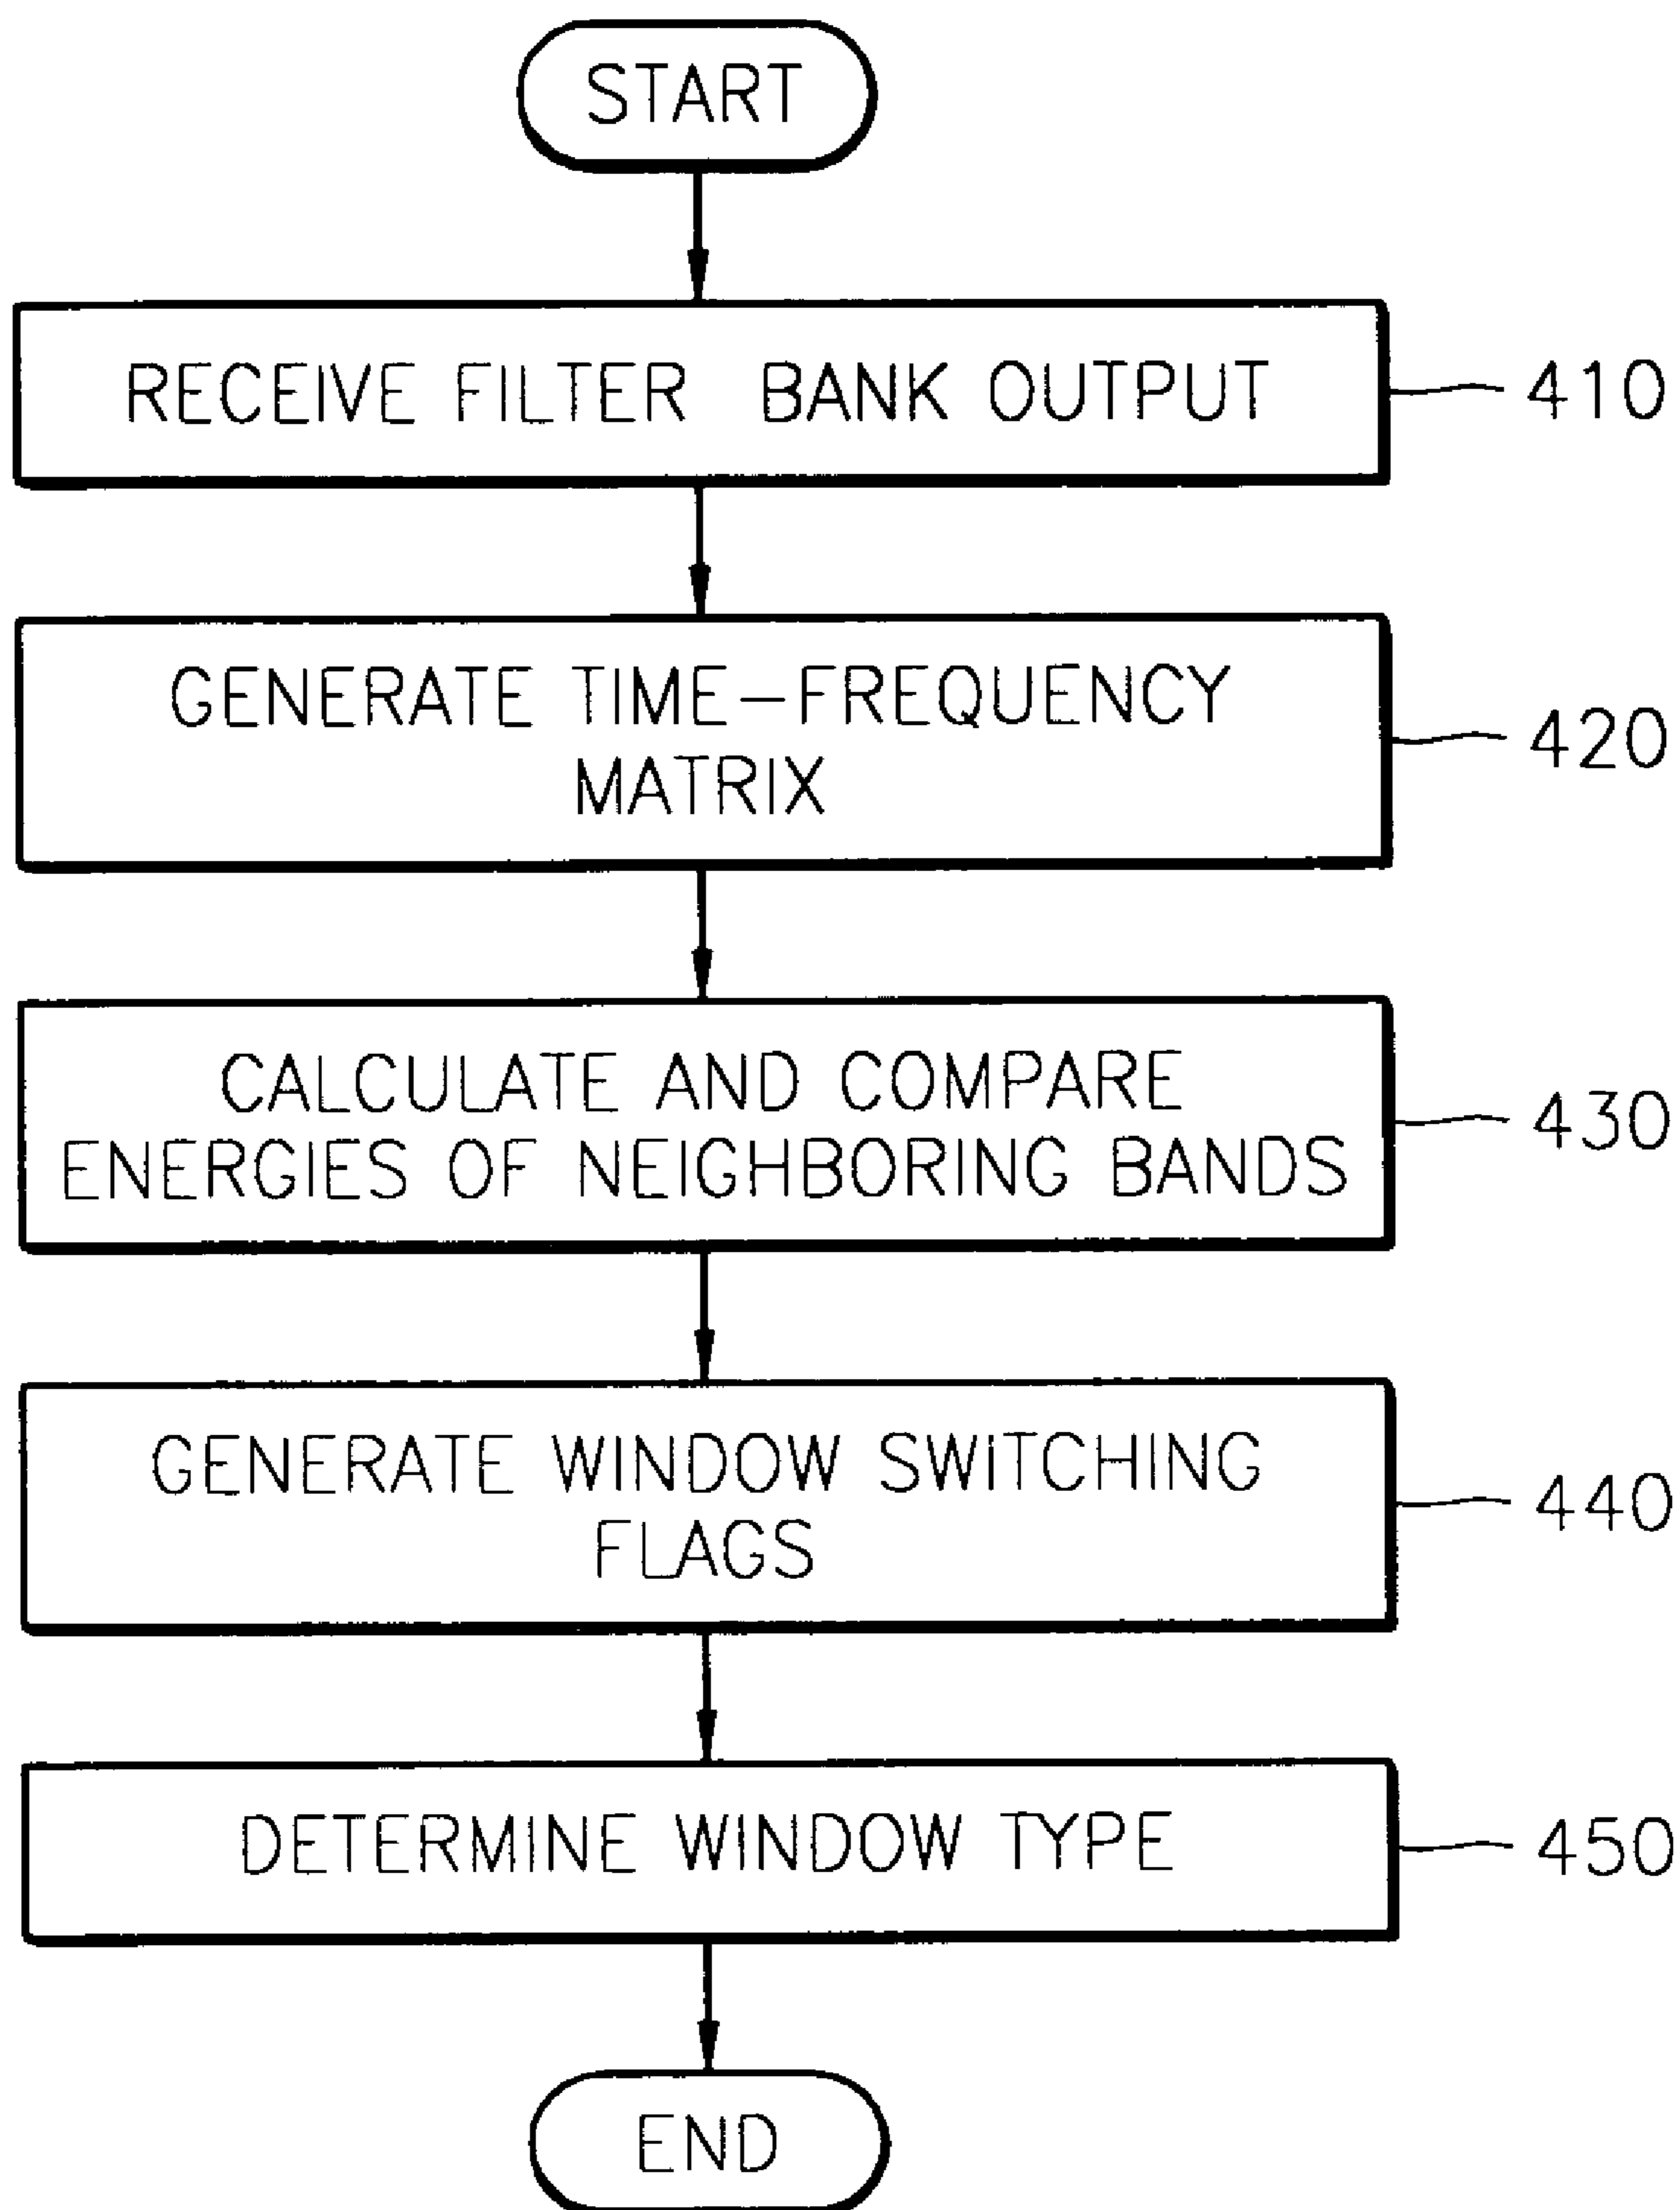 START
RECEIVE FILTER BANK OUTPUT
410
GENERATE TIME-FREQUENCY
MATRIX
420
CALCULATE AND COMPARE
ENERGIES OF NEIGHBORING BANDS
430
GENERATE WINDOW SWiTCHING
FLAGS
440
DETERMINE WINDOW TYPE
450
END